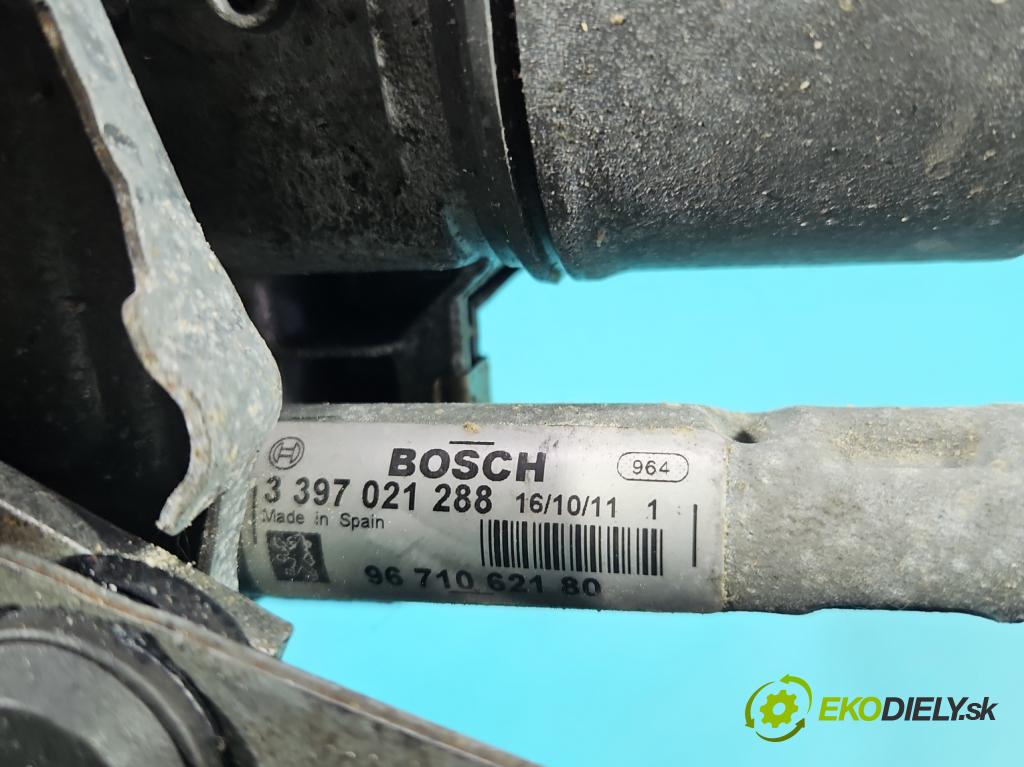 BOSCH 964
3 397 021 288 16/10/11 1
Made in Spain
96 710 621 80
EKODIELY.sk